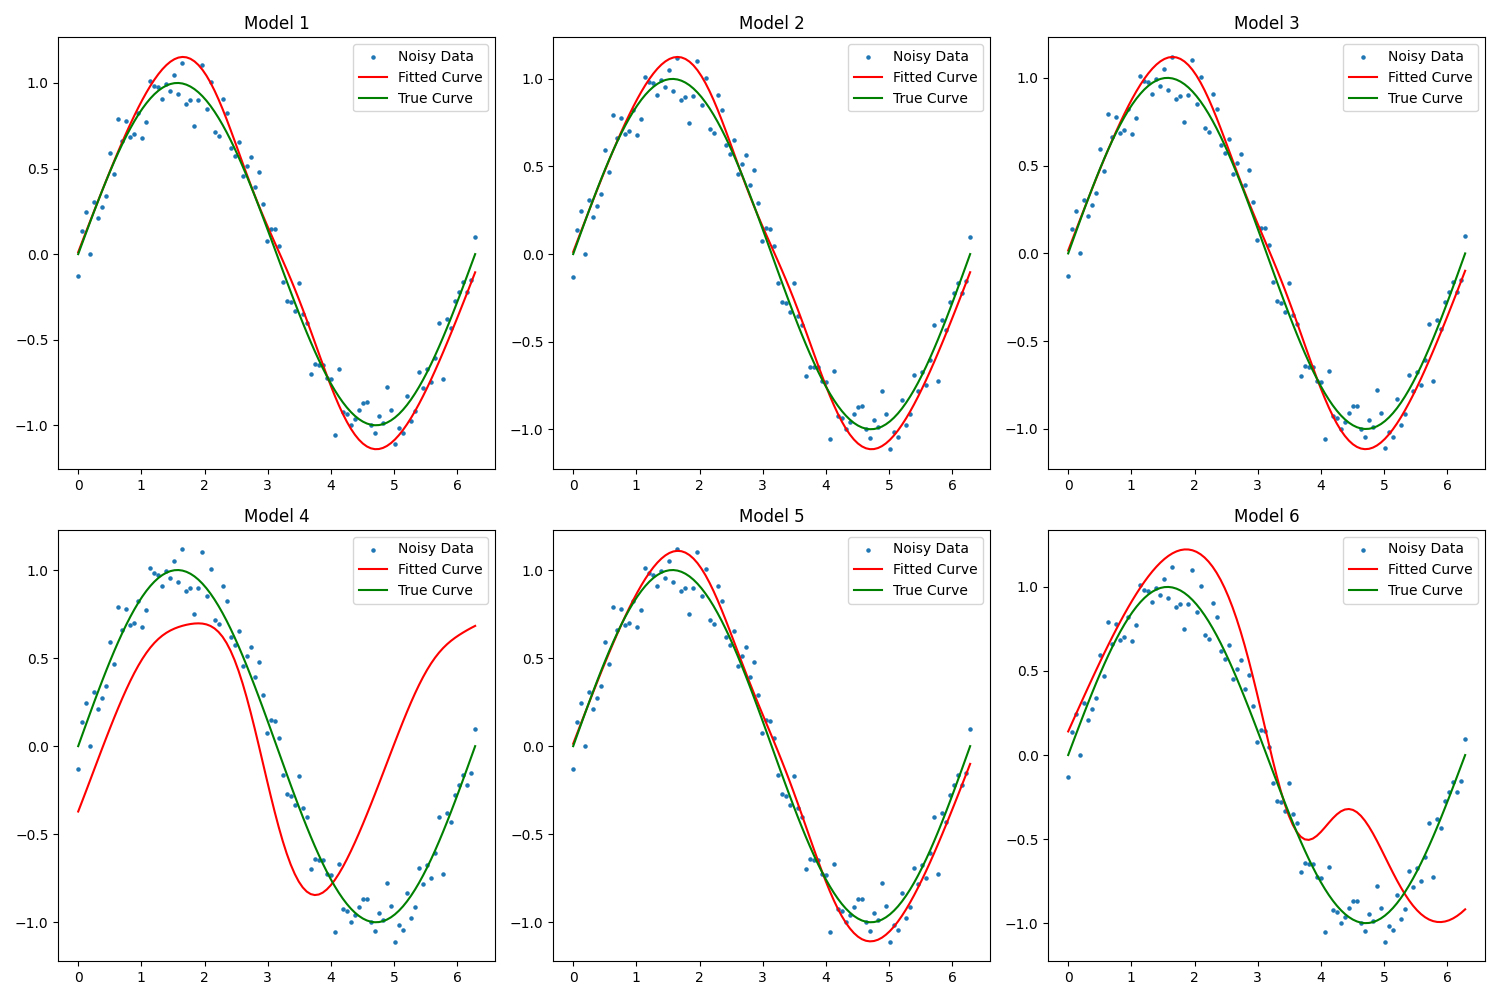 Model 1
Noisy Data
Fitted Curve
True Curve
1.0
0.5
0.0
−0.5
−1.0
0 1 2 3 4 5 6
Model 2
Noisy Data
Fitted Curve
True Curve
1.0
0.5
0.0
−0.5
−1.0
0 1 2 3 4 5 6
Model 3
Noisy Data
Fitted Curve
True Curve
1.0
0.5
0.0
−0.5
−1.0
0 1 2 3 4 5 6
Model 4
Noisy Data
Fitted Curve
True Curve
1.0
0.5
0.0
−0.5
−1.0
0 1 2 3 4 5 6
Model 5
Noisy Data
Fitted Curve
True Curve
1.0
0.5
0.0
−0.5
−1.0
0 1 2 3 4 5 6
Model 6
Noisy Data
Fitted Curve
True Curve
1.0
0.5
0.0
−0.5
−1.0
0 1 2 3 4 5 6